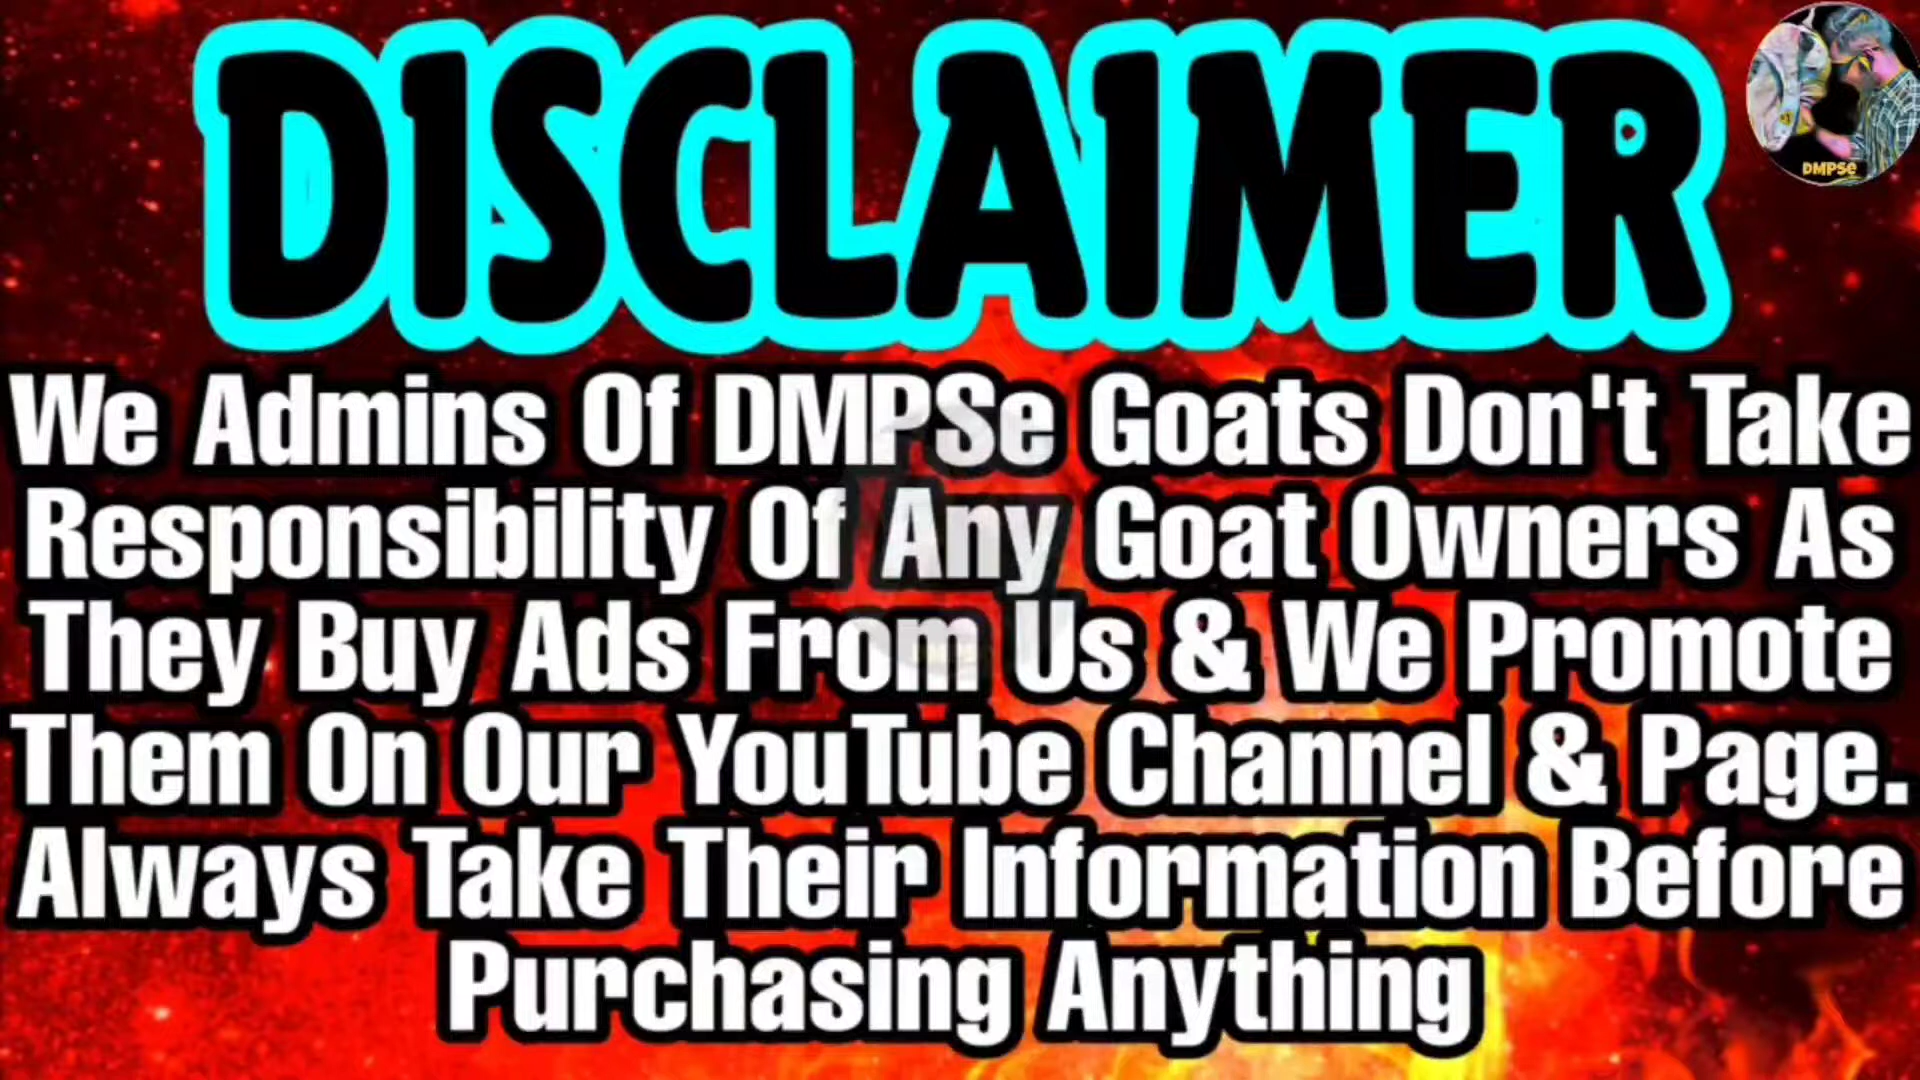 DISCLAIMER
DMPSe
We Admins Of DMPSe Goats Don't Take
Responsibility Of Any Goat Owners As
They Buy Ads From Us & We Promote
Them On Our YouTube Channel & Page.
Always Take Their Information Before
Purchasing Anything